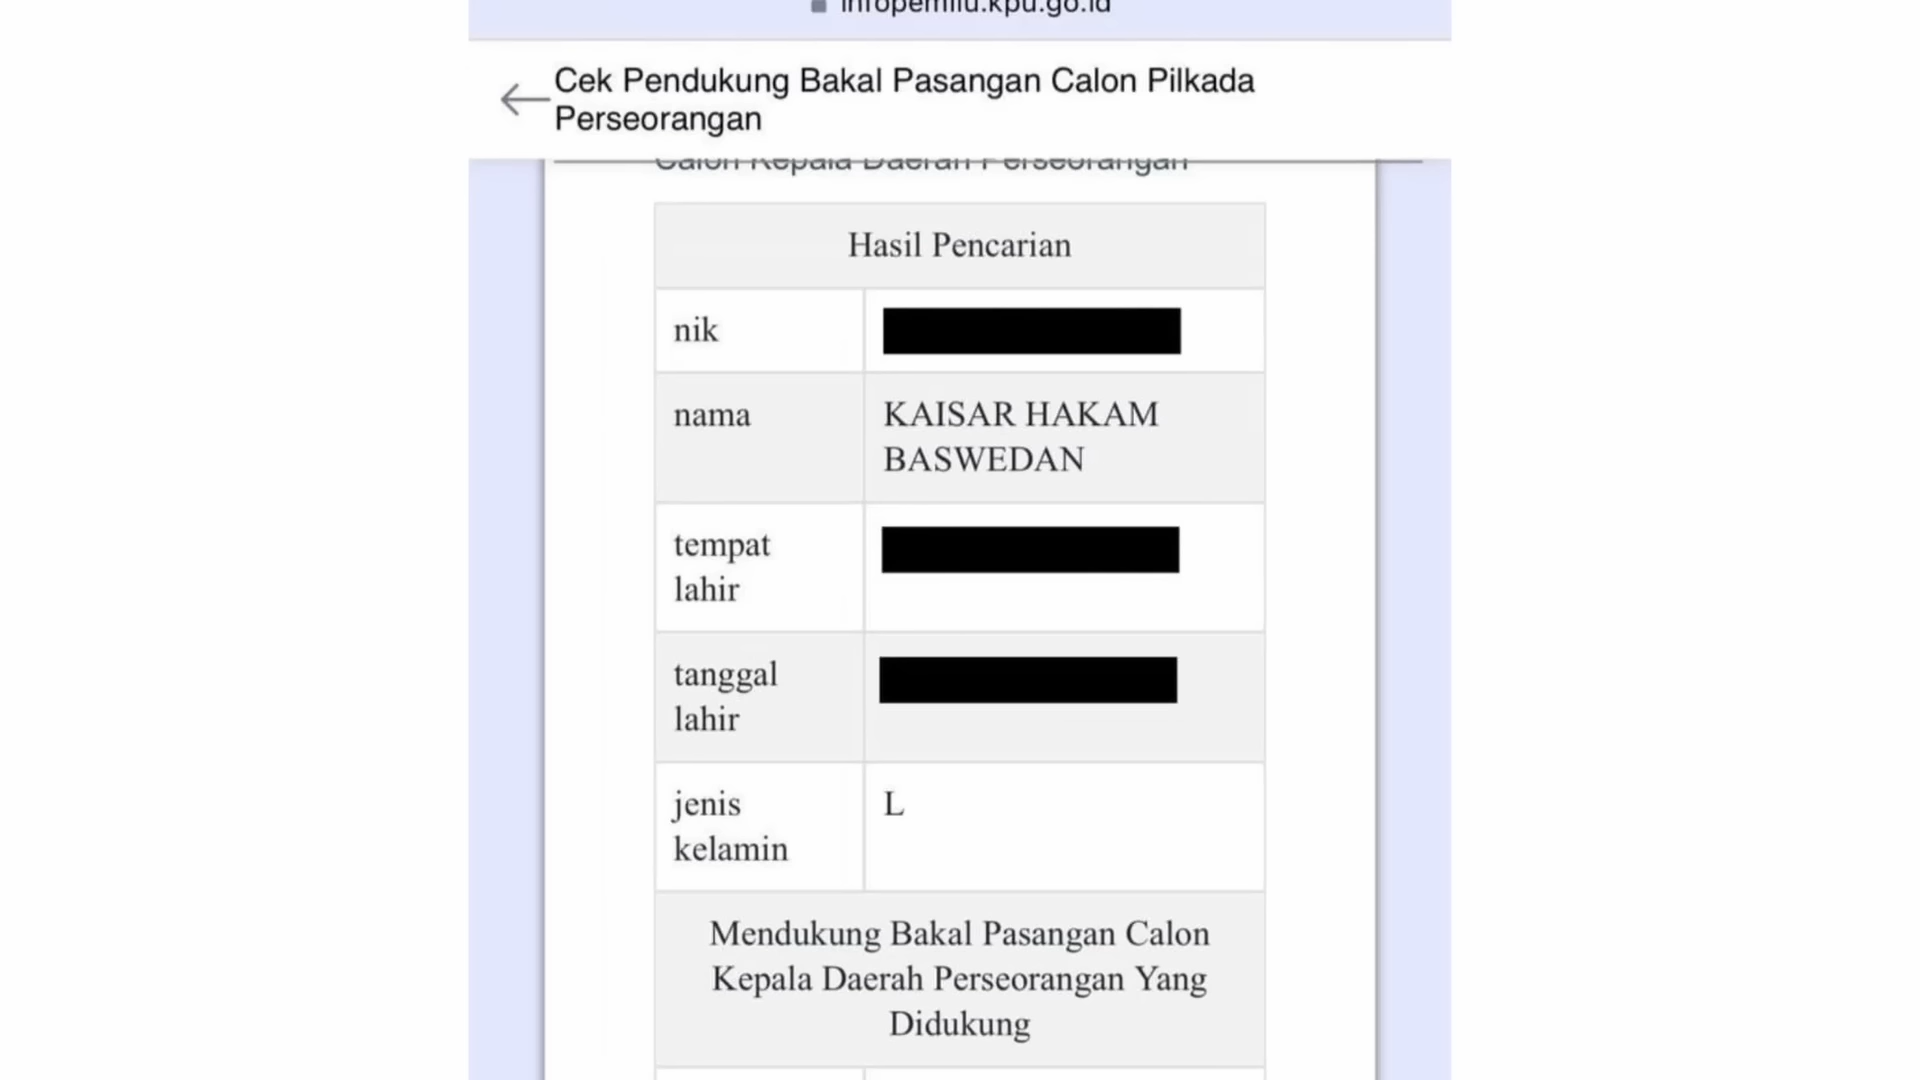 infopemilu.kpu.go.id
Cek Pendukung Bakal Pasangan Calon Pilkada
Perseorangan
Calon Kepala Daerah Perseorangan
Hasil Pencarian
nik
nama
KAISAR HAKAM
BASWEDAN
tempat
lahir
tanggal
lahir
jenis
kelamin
L
Mendukung Bakal Pasangan Calon
Kepala Daerah Perseorangan Yang
Didukung